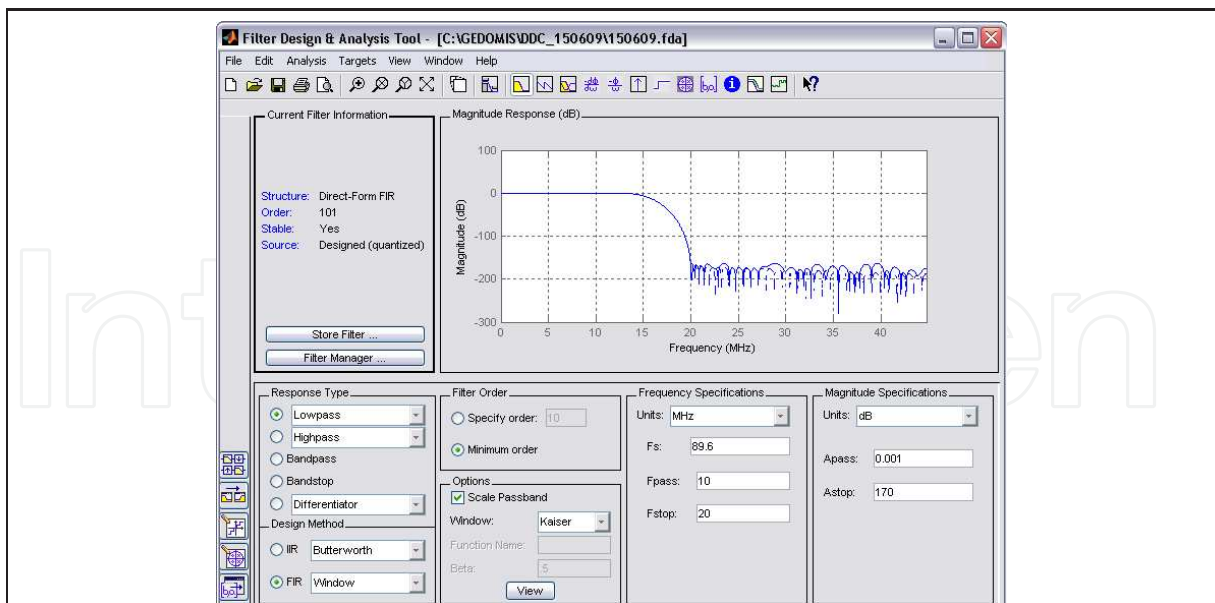 Filter Design & Analysis Tool - [C:\GEDOMIS\DDC_150609\150609.fda]
File Edit Analysis Targets View Window Help
Current Filter Information
Structure: Direct-Form FIR
Order: 101
Stable: Yes
Source: Designed (quantized)
Store Filter ...
Filter Manager ...
Magnitude Response (dB)
Magnitude (dB)
100
0
-100
-200
-300
0 5 10 15 20 25 30 35 40
Frequency (MHz)
Response Type
Lowpass
Highpass
Bandpass
Bandstop
Differentiator
Design Method
IIR Butterworth
FIR Window
Filter Order
Specify order: 10
Minimum order
Options
Scale Passband
Window: Kaiser
Function Name:
Beta: .5
View
Frequency Specifications
Units: MHz
Fs: 89.6
Fpass: 10
Fstop: 20
Magnitude Specifications
Units: dB
Apass: 0.001
Astop: 170